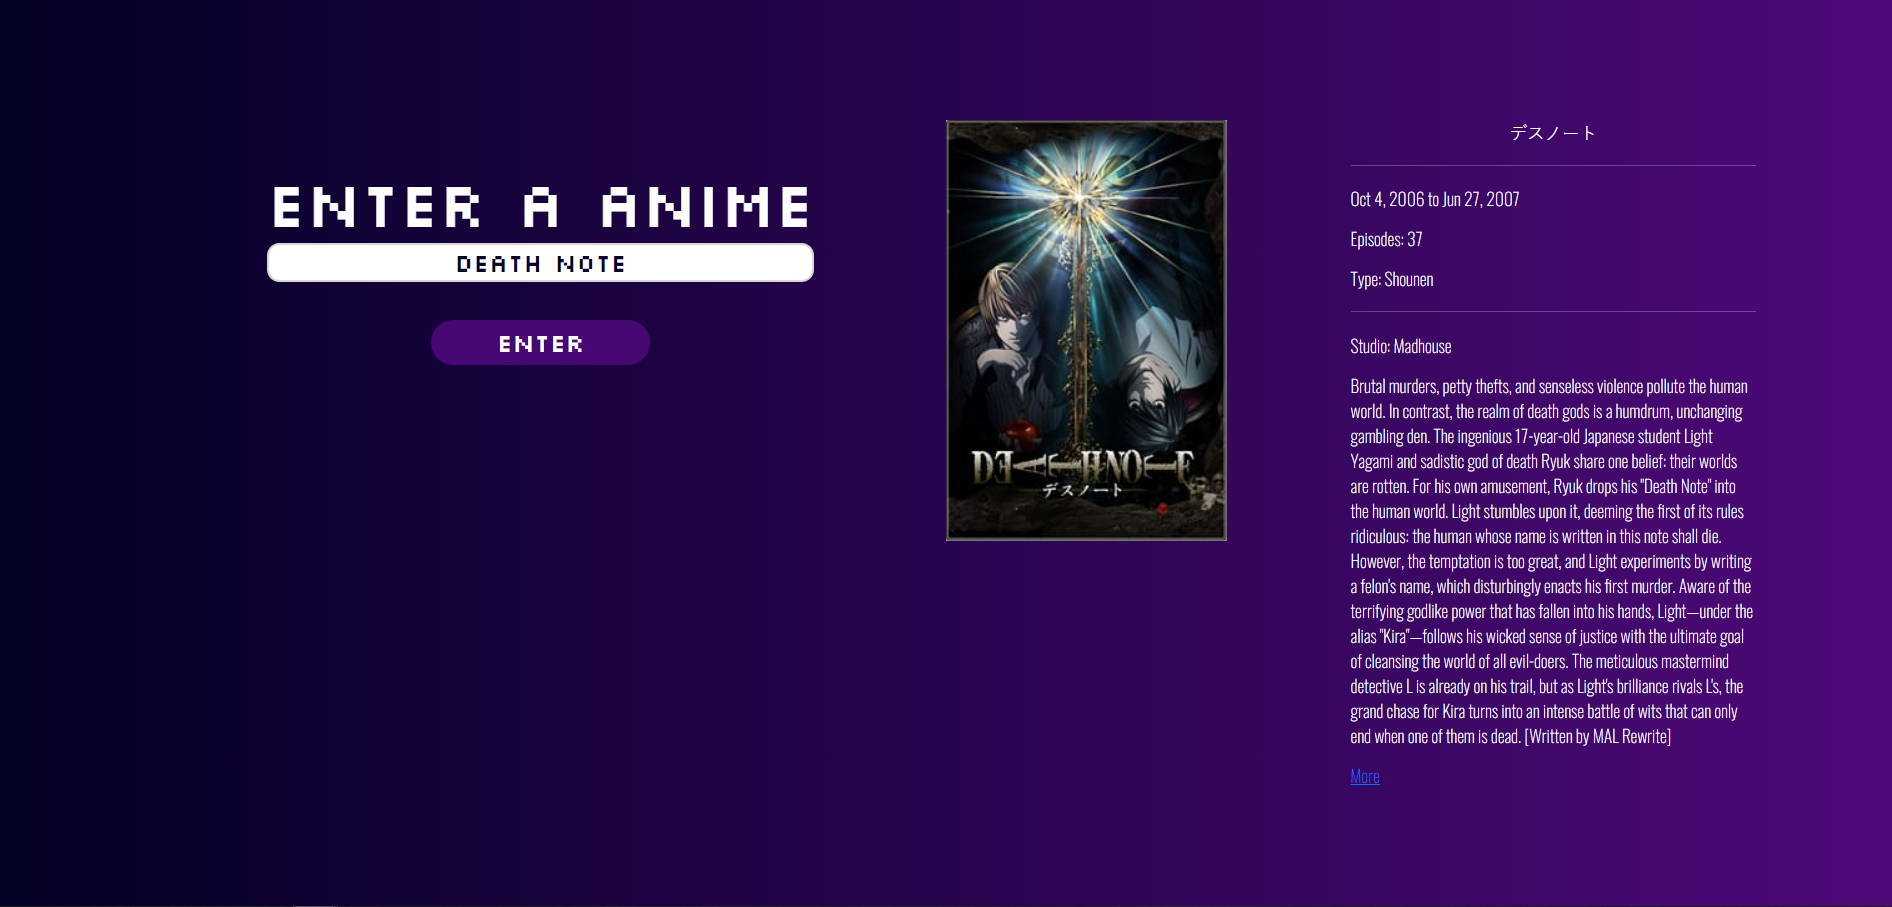 ENTER A ANIME
DEATH NOTE
ENTER
DEATHNOTE
デスノート
デスノート
Oct 4, 2006 to Jun 27, 2007
Episodes: 37
Type: Shounen
Studio: Madhouse
Brutal murders, petty thefts, and senseless violence pollute the human
world. In contrast, the realm of death gods is a humdrum, unchanging
gambling den. The ingenious 17-year-old Japanese student Light
Yagami and sadistic god of death Ryuk share one belief: their worlds
are rotten. For his own amusement, Ryuk drops his "Death Note" into
the human world. Light stumbles upon it, deeming the first of its rules
ridiculous: the human whose name is written in this note shall die.
However, the temptation is too great, and Light experiments by writing
a felon's name, which disturbingly enacts his first murder. Aware of the
terrifying godlike power that has fallen into his hands, Light—under the
alias "Kira"—follows his wicked sense of justice with the ultimate goal
of cleansing the world of all evil-doers. The meticulous mastermind
detective L is already on his trail, but as Light's brilliance rivals L's, the
grand chase for Kira turns into an intense battle of wits that can only
end when one of them is dead. [Written by MAL Rewrite]
More